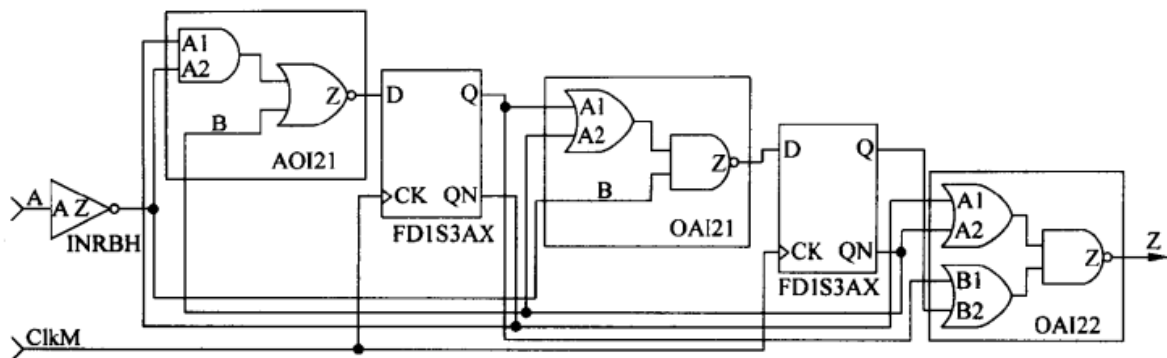 A1
A2
Z
B
AOI21
A
A Z
INRBH
D
Q
CK
QN
FD1S3AX
A1
A2
Z
B
OAI21
D
Q
CK
QN
FD1S3AX
A1
A2
B1
B2
Z
OAI22
Z
ClkM